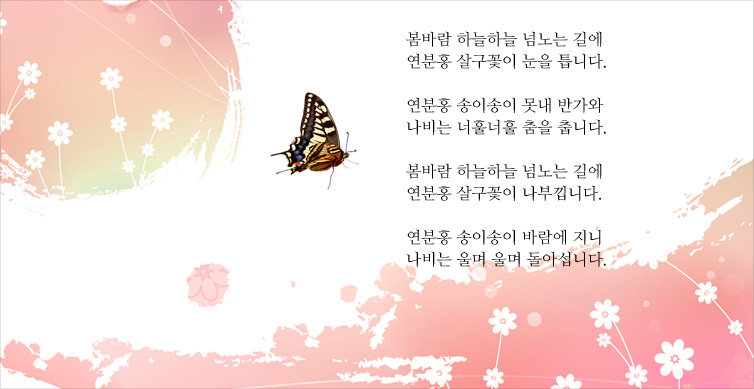 봄바람 하늘하늘 넘노는 길에
연분홍 살구꽃이 눈을 틉니다.
연분홍 송이송이 못내 반가와
나비는 너훌너훌 춤을 춥니다.
봄바람 하늘하늘 넘노는 길에
연분홍 살구꽃이 나부낍니다.
연분홍 송이송이 바람에 지니
나비는 울며 울며 돌아섭니다.